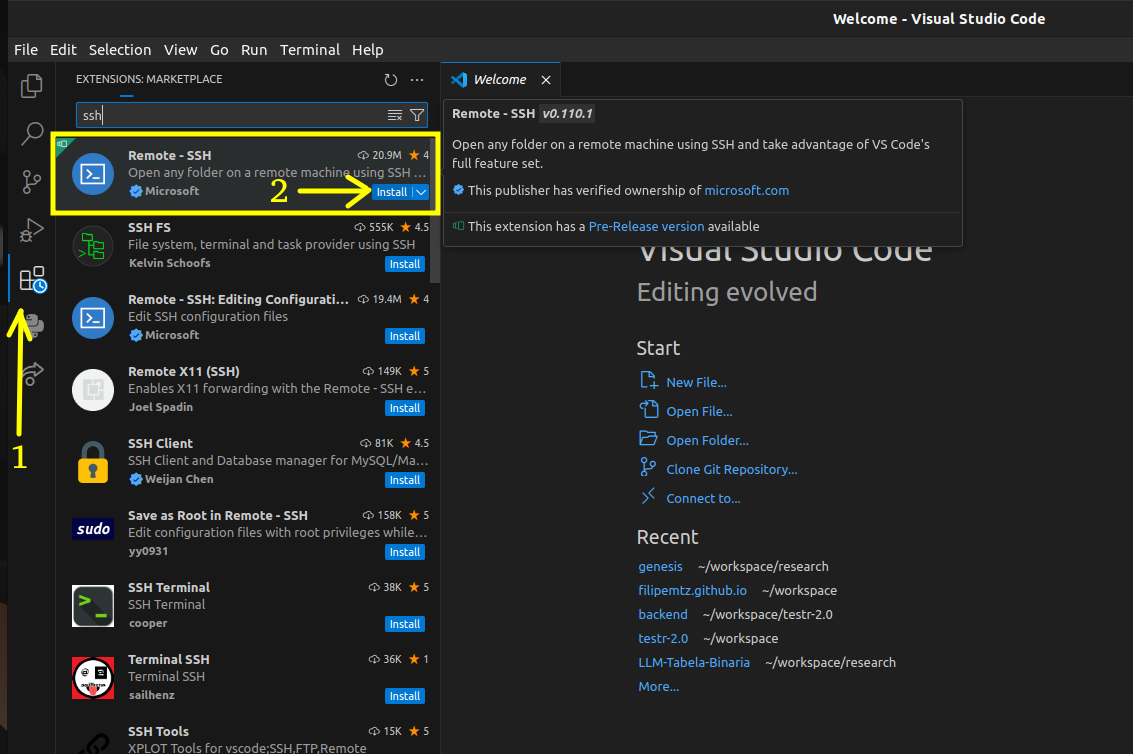 Welcome - Visual Studio Code
File Edit Selection View Go Run Terminal Help
EXTENSIONS: MARKETPLACE
ssh
Remote - SSH 20.9M 4
Open any folder on a remote machine using SSH ...
Microsoft Install
2
SSH FS 555K 4.5
File system, terminal and task provider using SSH
Kelvin Schoofs Install
Remote - SSH: Editing Configurati... 19.4M 4
Edit SSH configuration files
Microsoft Install
Remote X11 (SSH) 149K 5
Enables X11 forwarding with the Remote - SSH e...
Joel Spadin Install
SSH Client 81K 4.5
SSH Client and Database manager for MySQL/Ma...
Weijan Chen Install
sudo
Save as Root in Remote - SSH 158K 5
Edit configuration files with root privileges while...
yy0931 Install
SSH Terminal 38K 5
SSH Terminal
cooper Install
Terminal SSH 36K 1
Terminal SSH
sailhenz Install
SSH Tools 15K 5
XPLOT Tools for vscode;SSH,FTP,Remote
1
Welcome
Remote - SSH v0.110.1
Open any folder on a remote machine using SSH and take advantage of VS Code's
full feature set.
This publisher has verified ownership of microsoft.com
This extension has a Pre-Release version available
Visual Studio Code
Editing evolved
Start
New File...
Open File...
Open Folder...
Clone Git Repository...
Connect to...
Recent
genesis ~/workspace/research
filipemtz.github.io ~/workspace
backend ~/workspace/testr-2.0
testr-2.0 ~/workspace
LLM-Tabela-Binaria ~/workspace/research
More...